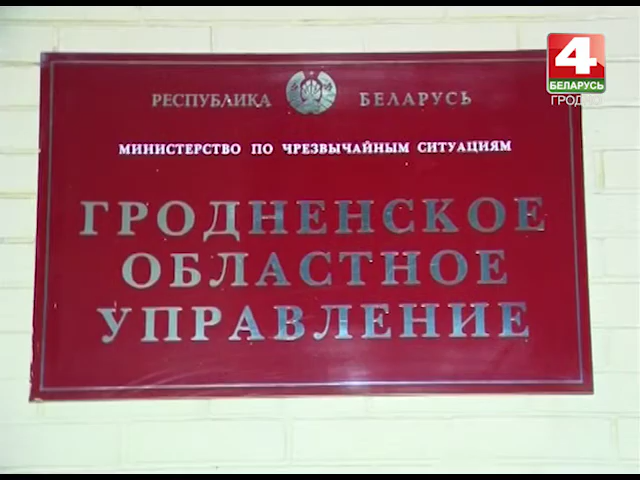 4
БЕЛАРУСЬ
ГРОДНО
РЕСПУБЛИКА БЕЛАРУСЬ
МИНИСТЕРСТВО ПО ЧРЕЗВЫЧАЙНЫМ СИТУАЦИЯМ
ГРОДНЕНСКОЕ
ОБЛАСТНОЕ
УПРАВЛЕНИЕ